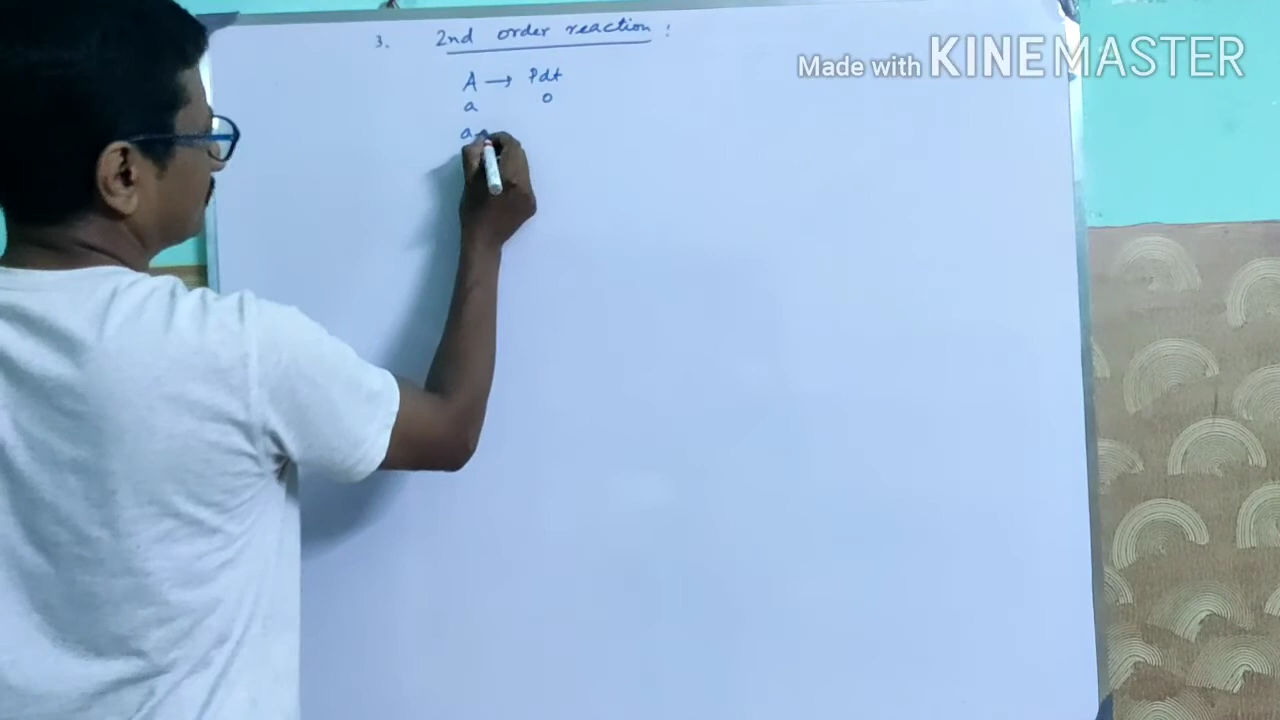 3. 2nd order reaction :
A → Pdt
a 0
a-
Made with KINEMASTER